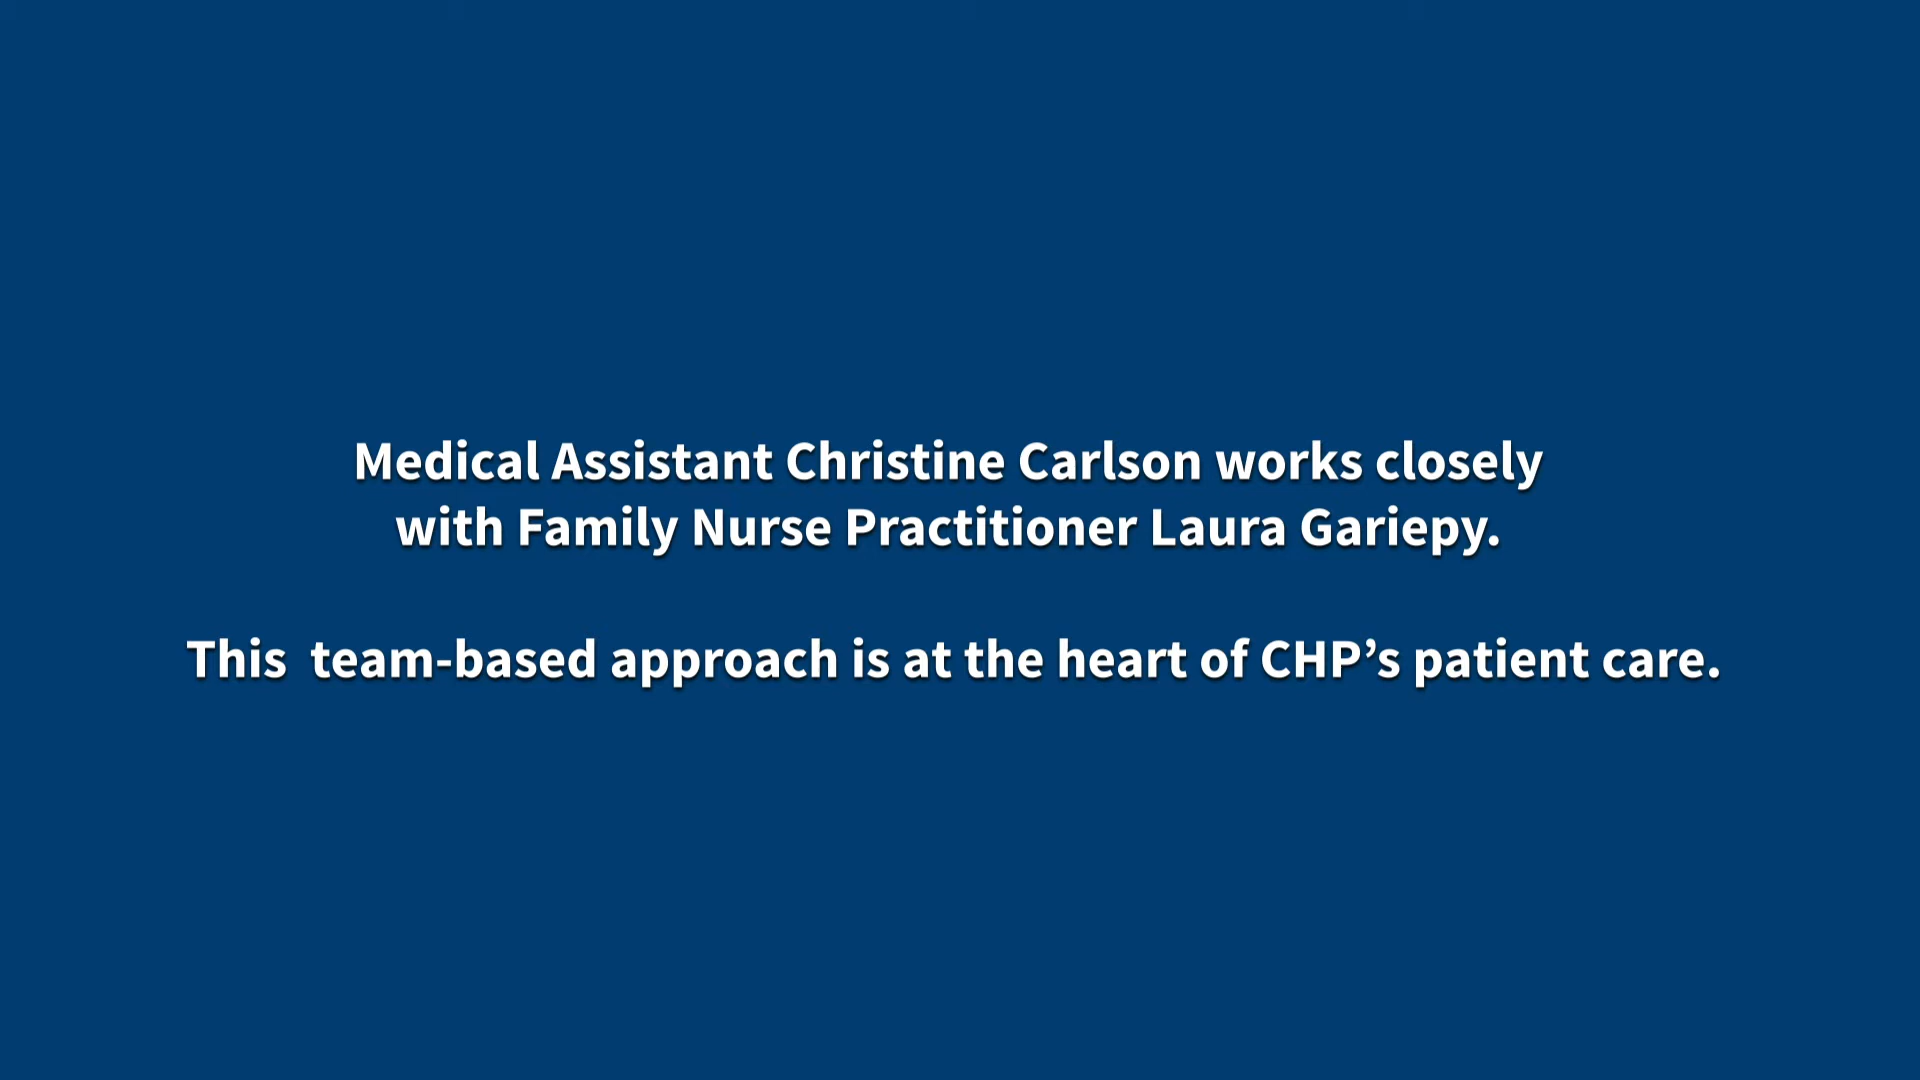 Medical Assistant Christine Carlson works closely
with Family Nurse Practitioner Laura Gariepy.
This  team-based approach is at the heart of CHP’s patient care.